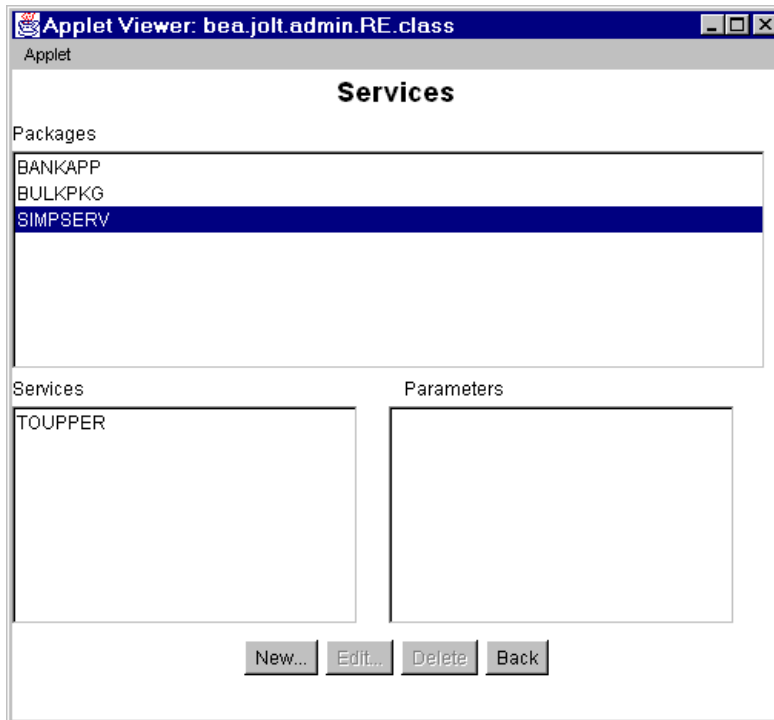 Applet Viewer: bea.jolt.admin.RE.class
Applet
Services
Packages
BANKAPP
BULKPKG
SIMPSERV
Services
Parameters
TOUPPER
New... Edit... Delete Back